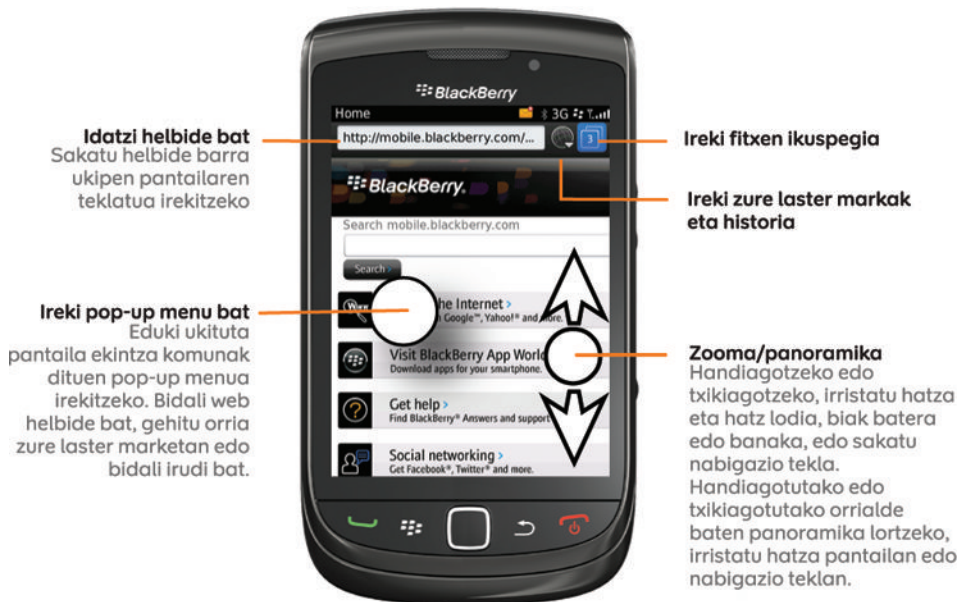 BlackBerry
Home
3G
http://mobile.blackberry.com/...
3
BlackBerry®
Search mobile.blackberry.com
Search ›
he Internet ›
Google™, Yahoo!® and more.
Visit BlackBerry App World
Download apps for your smartphone.
Get help ›
Find BlackBerry® Answers and support
Social networking ›
Get Facebook®, Twitter® and more.
Idatzi helbide bat
Sakatu helbide barra
ukipen pantailaren
teklatua irekitzeko
Ireki pop-up menu bat
Eduki ukituta
pantaila ekintza komunak
dituen pop-up menua
irekitzeko. Bidali web
helbide bat, gehitu orria
zure laster marketan edo
bidali irudi bat.
Ireki fitxen ikuspegia
Ireki zure laster markak
eta historia
Zooma/panoramika
Handiagotzeko edo
txikiagotzeko, irristatu hatza
eta hatz lodia, biak batera
edo banaka, edo sakatu
nabigazio tekla.
Handiagotutako edo
txikiagotutako orrialde
baten panoramika lortzeko,
irristatu hatza pantailan edo
nabigazio teklan.